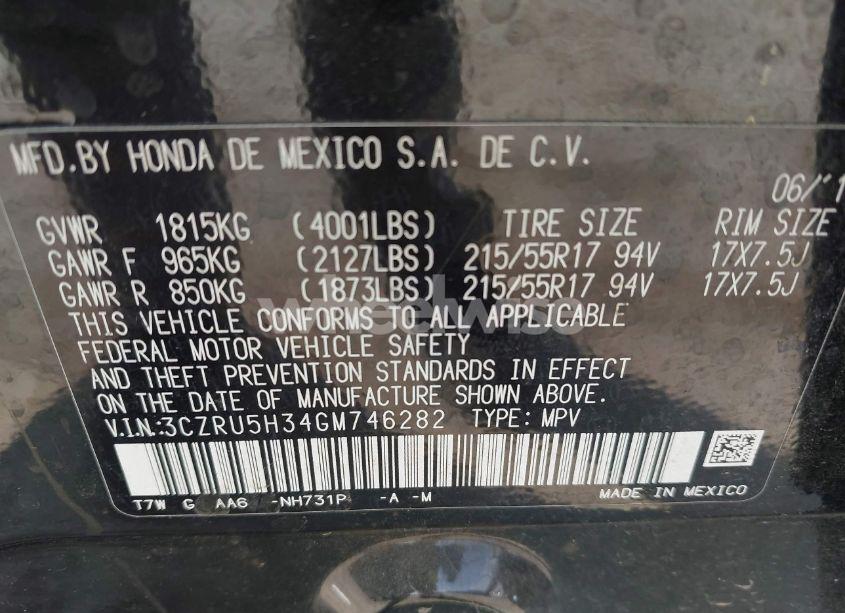 MFD.BY HONDA DE MEXICO S.A. DE C.V.
06/'1
GVWR 1815KG (4001LBS) TIRE SIZE RIM SIZE
GAWR F 965KG (2127LBS) 215/55R17 94V 17X7.5J
GAWR R 850KG (1873LBS) 215/55R17 94V 17X7.5J
THIS VEHICLE CONFORMS TO ALL APPLICABLE
FEDERAL MOTOR VEHICLE SAFETY
AND THEFT PREVENTION STANDARDS IN EFFECT
ON THE DATE OF MANUFACTURE SHOWN ABOVE.
V.I.N.:3CZRU5H34GM746282 TYPE: MPV
T7W G AA6 -NH731P -A -M MADE IN MEXICO